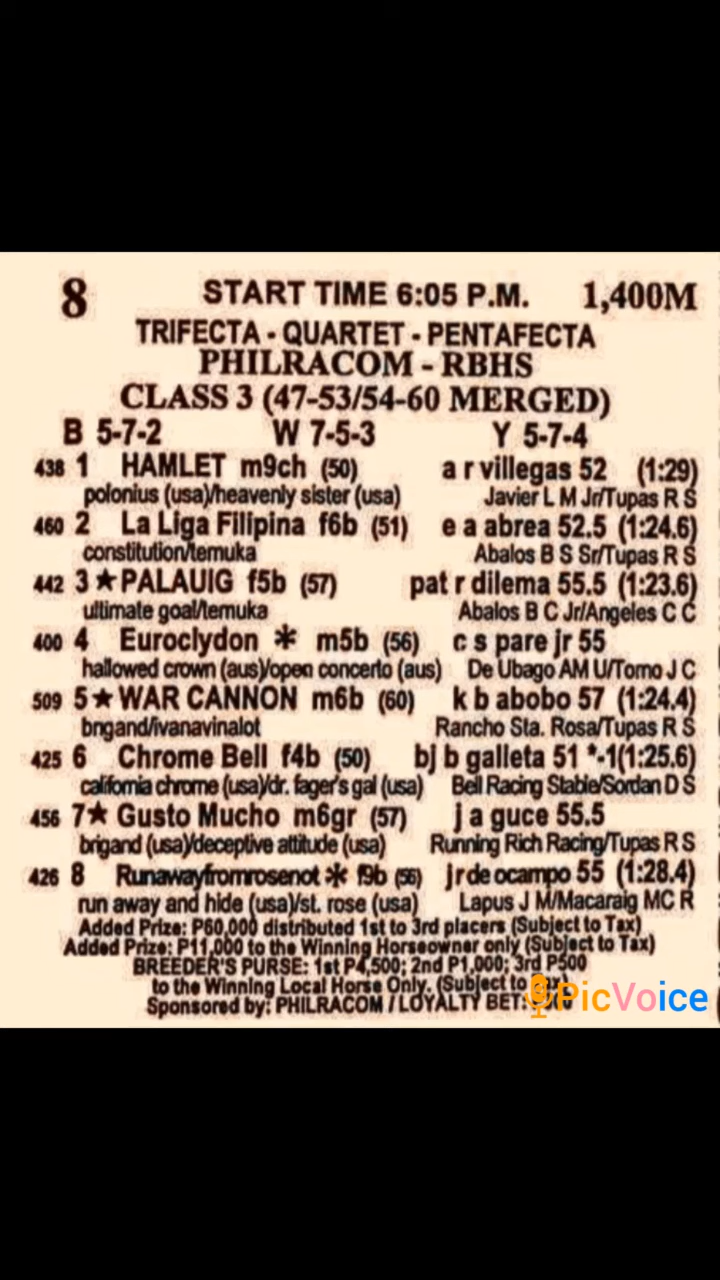 8 START TIME 6:05 P.M. 1,400M
TRIFECTA - QUARTET - PENTAFECTA
PHILRACOM - RBHS
CLASS 3 (47-53/54-60 MERGED)
B 5-7-2 W 7-5-3 Y 5-7-4
438 1 HAMLET m9ch (50) a r villegas 52 (1:29)
polonius (usa)/heavenly sister (usa) Javier L M Jr/Tupas R S
460 2 La Liga Filipina f6b (51) e a abrea 52.5 (1:24.6)
constitution/temuka Abalos B S Sr/Tupas R S
442 3 ★ PALAUIG f5b (57) pat r dilema 55.5 (1:23.6)
ultimate goal/temuka Abalos B C Jr/Angeles C C
400 4 Euroclydon * m5b (56) c s pare jr 55
hallowed crown (aus)/open concerto (aus) De Ubago AM U/Tomo J C
509 5 ★ WAR CANNON m6b (60) k b abobo 57 (1:24.4)
brigand/ivanavinalot Rancho Sta. Rosa/Tupas R S
425 6 Chrome Bell f4b (50) bj b galleta 51 *-1(1:25.6)
california chrome (usa)/dr. fager's gal (usa) Bell Racing Stable/Sordan D S
456 7★ Gusto Mucho m6gr (57) j a guce 55.5
brigand (usa)/deceptive attitude (usa) Running Rich Racing/Tupas R S
426 8 Runawayfromrosenot * f9b (56) j r de ocampo 55 (1:28.4)
run away and hide (usa)/st. rose (usa) Lapus J M/Macaraig MC R
Added Prize: P60,000 distributed 1st to 3rd placers (Subject to Tax)
Added Prize: P11,000 to the Winning Horseowner only (Subject to Tax)
BREEDER'S PURSE: 1st P4,500; 2nd P1,000; 3rd P500
to the Winning Local Horse Only. (Subject to
Sponsored by: PHILRACOM / LOYALTY BET:
PicVoice